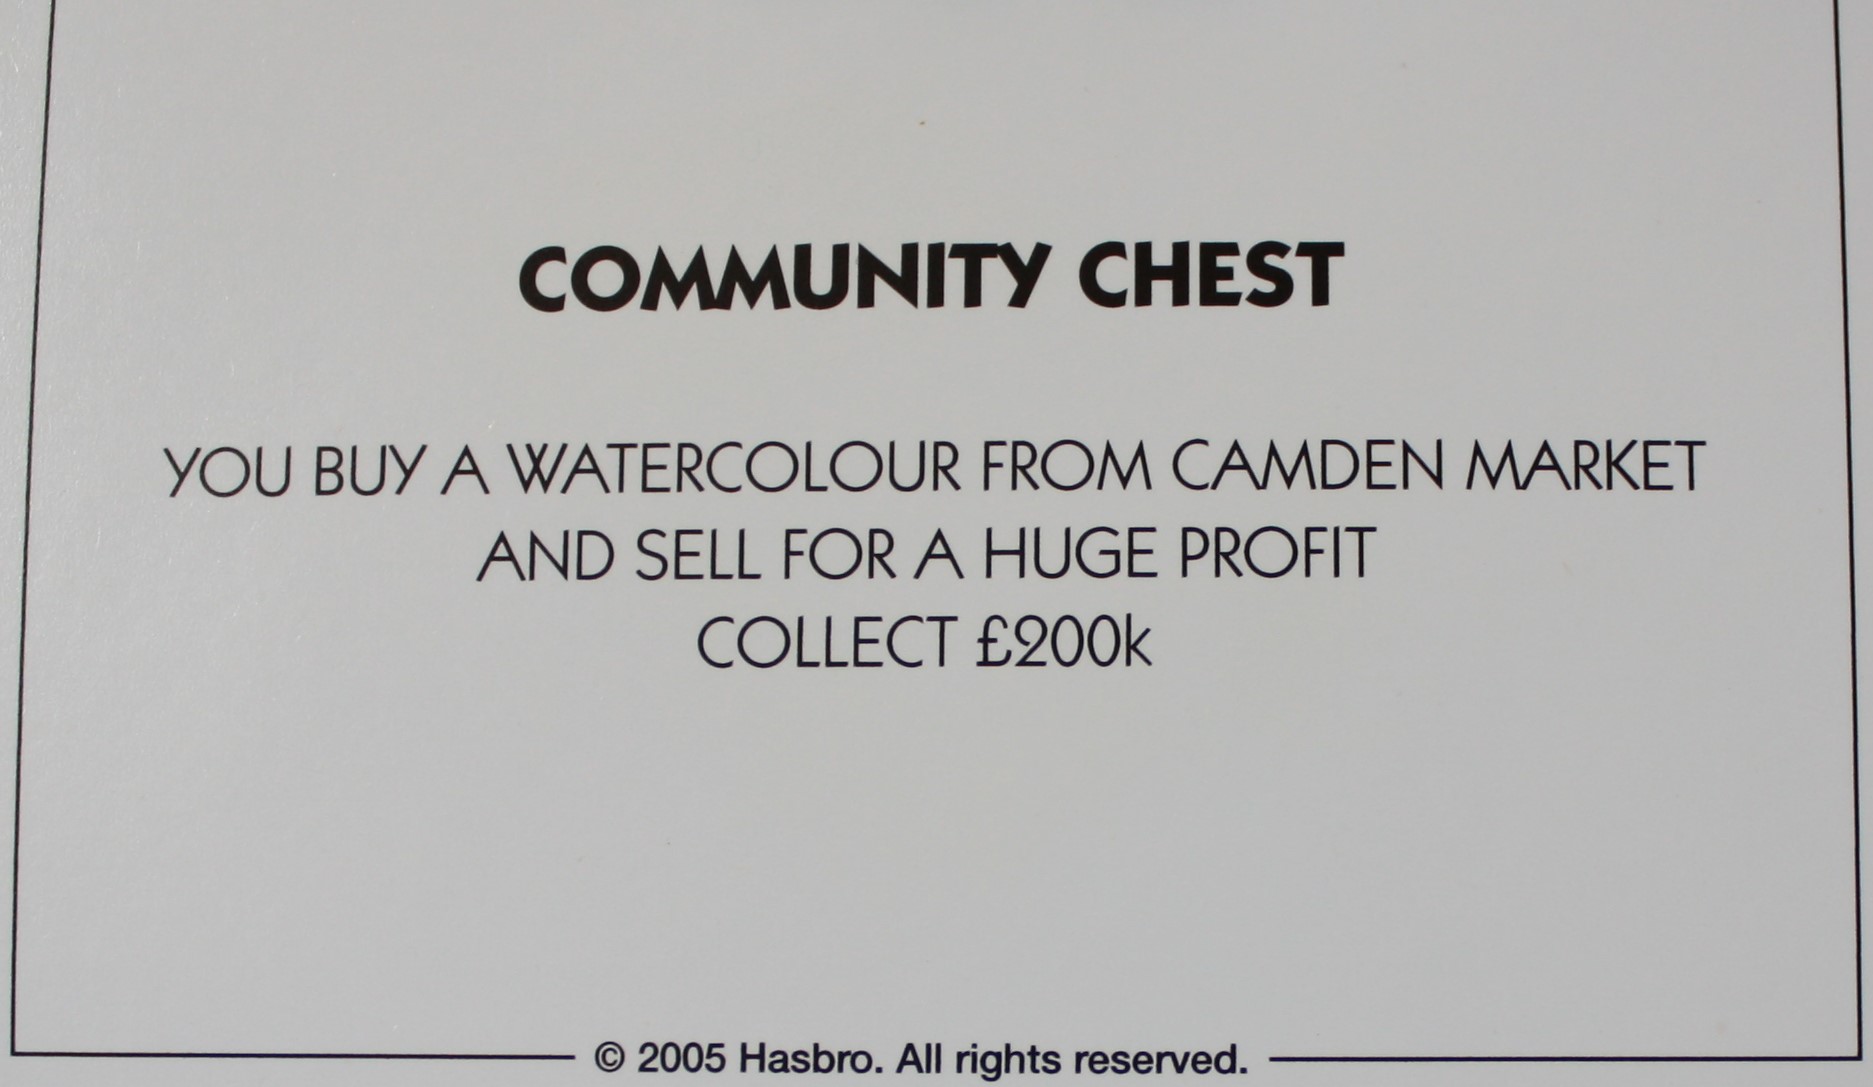 COMMUNITY CHEST
YOU BUY A WATERCOLOUR FROM CAMDEN MARKET
AND SELL FOR A HUGE PROFIT
COLLECT £200k
© 2005 Hasbro. All rights reserved.